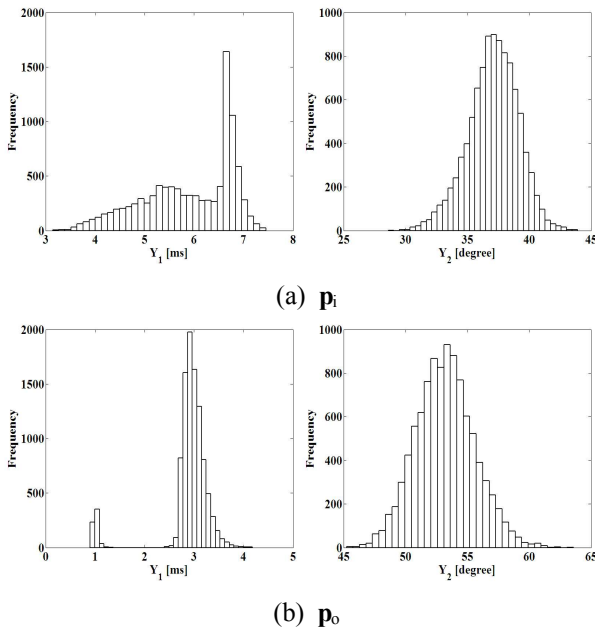 2000
1500
1000
500
0
Frequency
3 4 5 6 7 8
Y1 [ms]
1000
800
600
400
200
0
Frequency
25 30 35 40 45
Y2 [degree]
(a) pi
2000
1500
1000
500
0
Frequency
0 1 2 3 4 5
Y1 [ms]
1000
800
600
400
200
0
Frequency
45 50 55 60 65
Y2 [degree]
(b) po